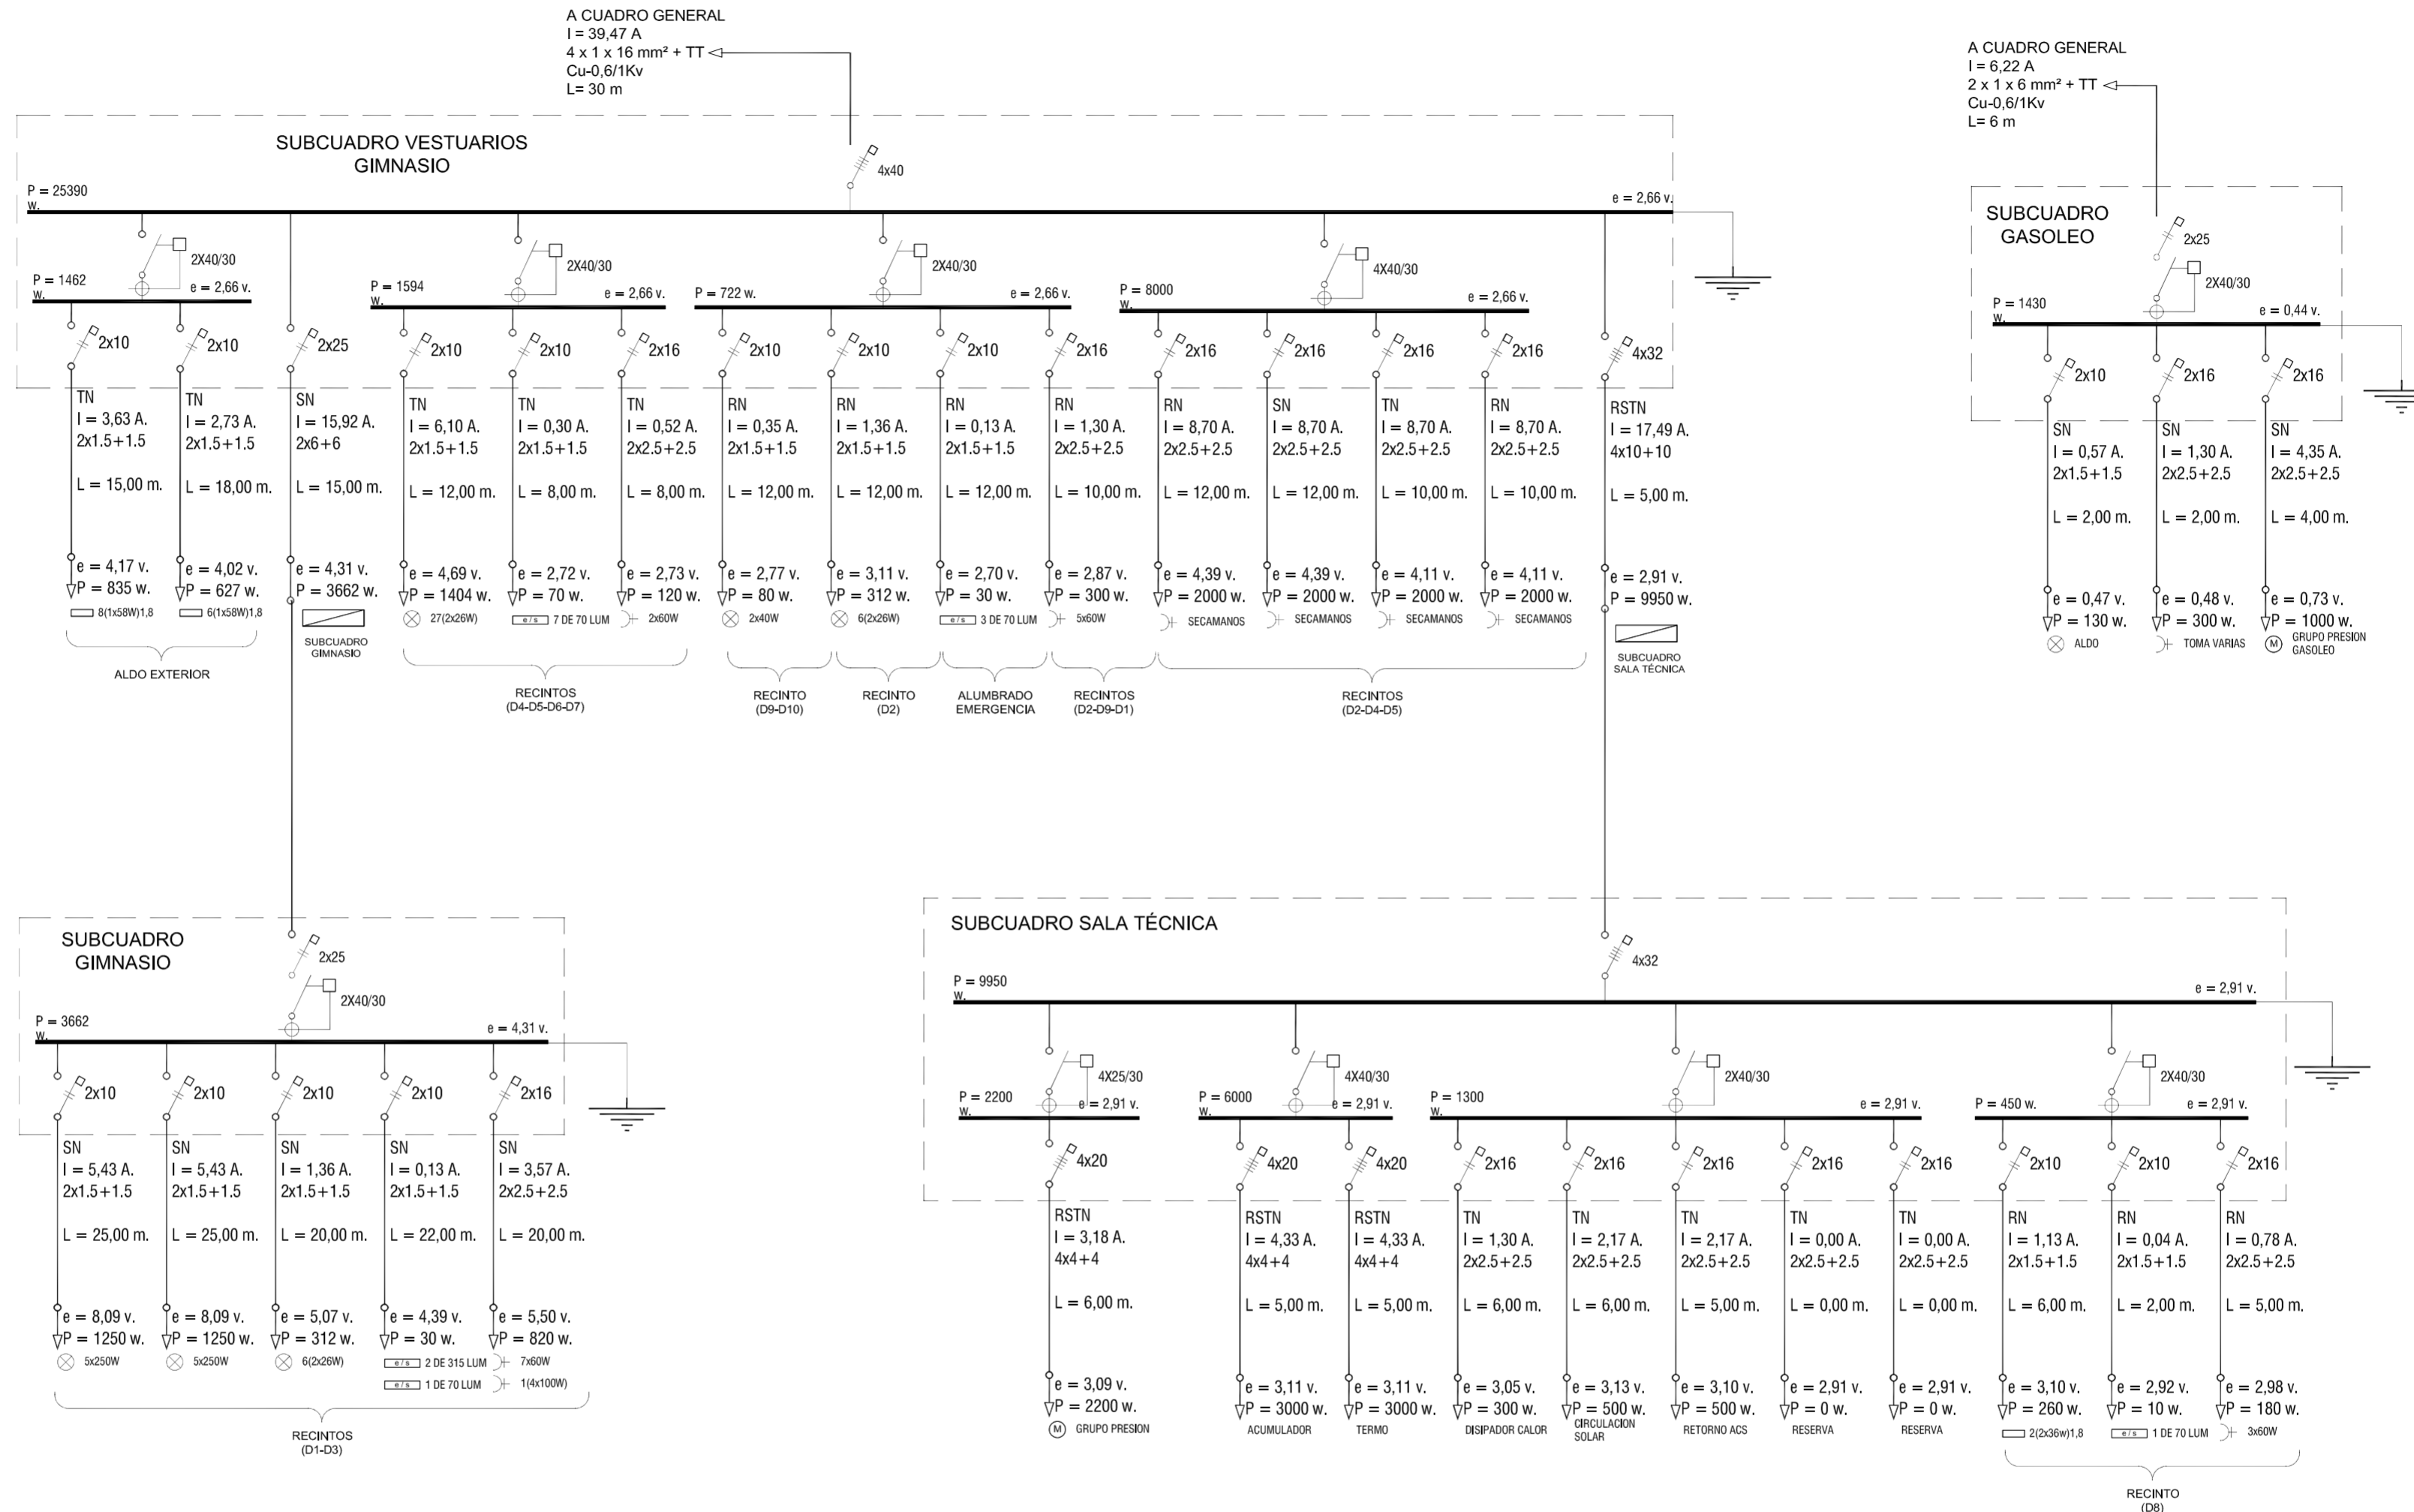 A CUADRO GENERAL
I = 39,47 A
4 x 1 x 16 mm² + TT
Cu-0,6/1Kv
L= 30 m
A CUADRO GENERAL
I = 6,22 A
2 x 1 x 6 mm² + TT
Cu-0,6/1Kv
L= 6 m
SUBCUADRO VESTUARIOS
GIMNASIO
4x40
P = 25390
w.
e = 2,66 v.
2X40/30
P = 1462
w.
e = 2,66 v.
2X40/30
P = 1594
w.
e = 2,66 v.
2X40/30
P = 722 w.
e = 2,66 v.
4X40/30
P = 8000
w.
e = 2,66 v.
2x10
TN
I = 3,63 A.
2x1.5+1.5
L = 15,00 m.
e = 4,17 v.
P = 835 w.
8(1x58W)1,8
2x10
TN
I = 2,73 A.
2x1.5+1.5
L = 18,00 m.
e = 4,02 v.
P = 627 w.
6(1x58W)1,8
ALDO EXTERIOR
2x25
SN
I = 15,92 A.
2x6+6
L = 15,00 m.
e = 4,31 v.
P = 3662 w.
SUBCUADRO
GIMNASIO
2x10
TN
I = 6,10 A.
2x1.5+1.5
L = 12,00 m.
e = 4,69 v.
P = 1404 w.
27(2x26W)
2x10
TN
I = 0,30 A.
2x1.5+1.5
L = 8,00 m.
e = 2,72 v.
P = 70 w.
e / s 7 DE 70 LUM
2x16
TN
I = 0,52 A.
2x2.5+2.5
L = 8,00 m.
e = 2,73 v.
P = 120 w.
2x60W
RECINTOS
(D4-D5-D6-D7)
2x10
RN
I = 0,35 A.
2x1.5+1.5
L = 12,00 m.
e = 2,77 v.
P = 80 w.
2x40W
RECINTO
(D9-D10)
2x10
RN
I = 1,36 A.
2x1.5+1.5
L = 12,00 m.
e = 3,11 v.
P = 312 w.
6(2x26W)
RECINTO
(D2)
2x10
RN
I = 0,13 A.
2x1.5+1.5
L = 12,00 m.
e = 2,70 v.
P = 30 w.
e / s 3 DE 70 LUM
ALUMBRADO
EMERGENCIA
2x16
RN
I = 1,30 A.
2x2.5+2.5
L = 10,00 m.
e = 2,87 v.
P = 300 w.
5x60W
RECINTOS
(D2-D9-D1)
2x16
RN
I = 8,70 A.
2x2.5+2.5
L = 12,00 m.
e = 4,39 v.
P = 2000 w.
SECAMANOS
2x16
SN
I = 8,70 A.
2x2.5+2.5
L = 12,00 m.
e = 4,39 v.
P = 2000 w.
SECAMANOS
2x16
TN
I = 8,70 A.
2x2.5+2.5
L = 10,00 m.
e = 4,11 v.
P = 2000 w.
SECAMANOS
2x16
RN
I = 8,70 A.
2x2.5+2.5
L = 10,00 m.
e = 4,11 v.
P = 2000 w.
SECAMANOS
RECINTOS
(D2-D4-D5)
4x32
RSTN
I = 17,49 A.
4x10+10
L = 5,00 m.
e = 2,91 v.
P = 9950 w.
SUBCUADRO
SALA TÉCNICA
SUBCUADRO
GASOLEO
2x25
2X40/30
P = 1430
w.
e = 0,44 v.
2x10
SN
I = 0,57 A.
2x1.5+1.5
L = 2,00 m.
e = 0,47 v.
P = 130 w.
ALDO
2x16
SN
I = 1,30 A.
2x2.5+2.5
L = 2,00 m.
e = 0,48 v.
P = 300 w.
TOMA VARIAS
2x16
SN
I = 4,35 A.
2x2.5+2.5
L = 4,00 m.
e = 0,73 v.
P = 1000 w.
M GRUPO PRESION
GASOLEO
SUBCUADRO
GIMNASIO
2x25
2X40/30
P = 3662
w.
e = 4,31 v.
2x10
SN
I = 5,43 A.
2x1.5+1.5
L = 25,00 m.
e = 8,09 v.
P = 1250 w.
5x250W
2x10
SN
I = 5,43 A.
2x1.5+1.5
L = 25,00 m.
e = 8,09 v.
P = 1250 w.
5x250W
2x10
SN
I = 1,36 A.
2x1.5+1.5
L = 20,00 m.
e = 5,07 v.
P = 312 w.
6(2x26W)
2x10
SN
I = 0,13 A.
2x1.5+1.5
L = 22,00 m.
e = 4,39 v.
P = 30 w.
e / s 2 DE 315 LUM
e / s 1 DE 70 LUM
2x16
SN
I = 3,57 A.
2x2.5+2.5
L = 20,00 m.
e = 5,50 v.
P = 820 w.
7x60W
1(4x100W)
RECINTOS
(D1-D3)
SUBCUADRO SALA TÉCNICA
4x32
P = 9950
w.
e = 2,91 v.
4X25/30
P = 2200
w.
e = 2,91 v.
4X40/30
P = 6000
w.
e = 2,91 v.
2X40/30
P = 1300
w.
e = 2,91 v.
2X40/30
P = 450 w.
e = 2,91 v.
4x20
RSTN
I = 3,18 A.
4x4+4
L = 6,00 m.
e = 3,09 v.
P = 2200 w.
M GRUPO PRESION
4x20
RSTN
I = 4,33 A.
4x4+4
L = 5,00 m.
e = 3,11 v.
P = 3000 w.
ACUMULADOR
4x20
RSTN
I = 4,33 A.
4x4+4
L = 5,00 m.
e = 3,11 v.
P = 3000 w.
TERMO
2x16
TN
I = 1,30 A.
2x2.5+2.5
L = 6,00 m.
e = 3,05 v.
P = 300 w.
DISIPADOR CALOR
2x16
TN
I = 2,17 A.
2x2.5+2.5
L = 6,00 m.
e = 3,13 v.
P = 500 w.
CIRCULACION
SOLAR
2x16
TN
I = 2,17 A.
2x2.5+2.5
L = 5,00 m.
e = 3,10 v.
P = 500 w.
RETORNO ACS
2x16
TN
I = 0,00 A.
2x2.5+2.5
L = 0,00 m.
e = 2,91 v.
P = 0 w.
RESERVA
2x16
TN
I = 0,00 A.
2x2.5+2.5
L = 0,00 m.
e = 2,91 v.
P = 0 w.
RESERVA
2x10
RN
I = 1,13 A.
2x1.5+1.5
L = 6,00 m.
e = 3,10 v.
P = 260 w.
2(2x36w)1,8
2x10
RN
I = 0,04 A.
2x1.5+1.5
L = 2,00 m.
e = 2,92 v.
P = 10 w.
e / s 1 DE 70 LUM
2x16
RN
I = 0,78 A.
2x2.5+2.5
L = 5,00 m.
e = 2,98 v.
P = 180 w.
3x60W
RECINTO
(D8)